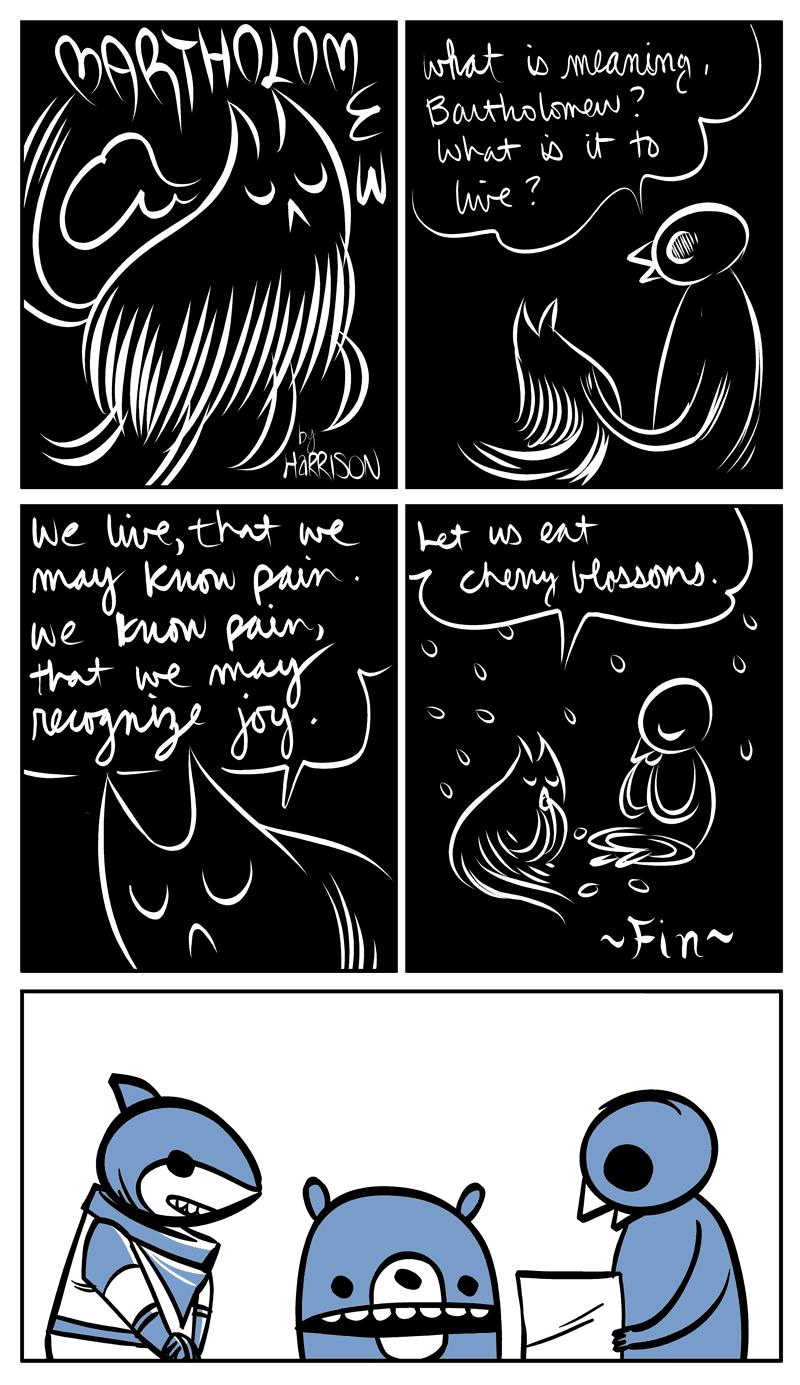 BARTHOLOMEW
by
HARRISON
what is meaning,
Bartholomew?
What is it to
live?
We live, that we
may know pain.
We know pain,
that we may
recognize joy.
Let us eat
cherry blossoms.
~Fin~